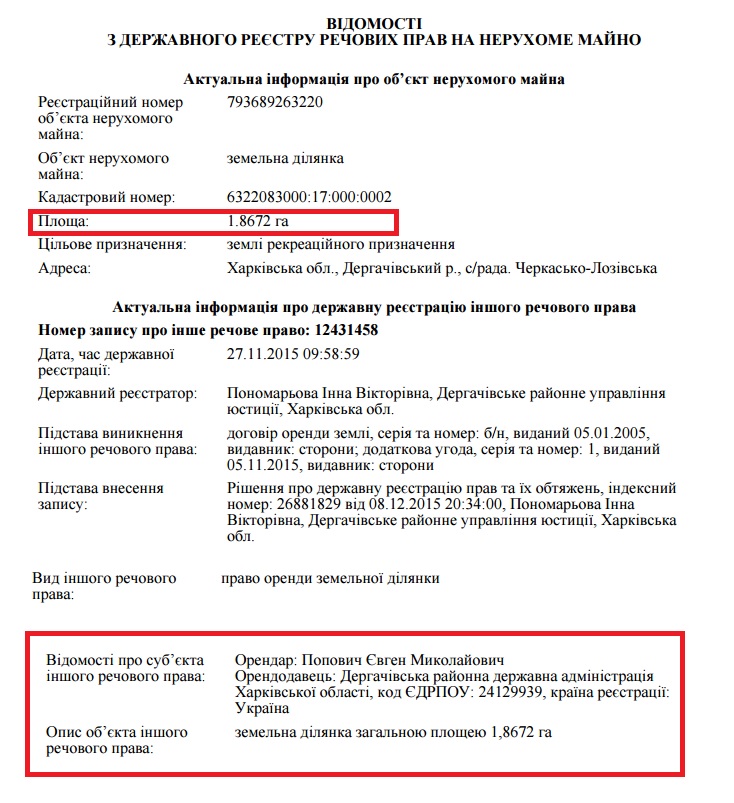 ВІДОМОСТІ
З ДЕРЖАВНОГО РЕЄСТРУ РЕЧОВИХ ПРАВ НА НЕРУХОМЕ МАЙНО
Актуальна інформація про об’єкт нерухомого майна
Реєстраційний номер 793689263220
об’єкта нерухомого
майна:
Об’єкт нерухомого земельна ділянка
майна:
Кадастровий номер: 6322083000:17:000:0002
Площа: 1.8672 га
Цільове призначення: землі рекреаційного призначення
Адреса: Харківська обл., Дергачівський р., с/рада. Черкасько-Лозівська
Актуальна інформація про державну реєстрацію іншого речового права
Номер запису про інше речове право: 12431458
Дата, час державної 27.11.2015 09:58:59
реєстрації:
Державний реєстратор: Пономарьова Інна Вікторівна, Дергачівське районне управління
юстиції, Харківська обл.
Підстава виникнення договір оренди землі, серія та номер: б/н, виданий 05.01.2005,
іншого речового права: видавник: сторони; додаткова угода, серія та номер: 1, виданий
05.11.2015, видавник: сторони
Підстава внесення Рішення про державну реєстрацію прав та їх обтяжень, індексний
запису: номер: 26881829 від 08.12.2015 20:34:00, Пономарьова Інна
Вікторівна, Дергачівське районне управління юстиції, Харківська
обл.
Вид іншого речового право оренди земельної ділянки
права:
Відомості про суб’єкта Орендар: Попович Євген Миколайович
іншого речового права: Орендодавець: Дергачівська районна державна адміністрація
Харківської області, код ЄДРПОУ: 24129939, країна реєстрації:
Україна
Опис об’єкта іншого земельна ділянка загальною площею 1,8672 га
речового права: